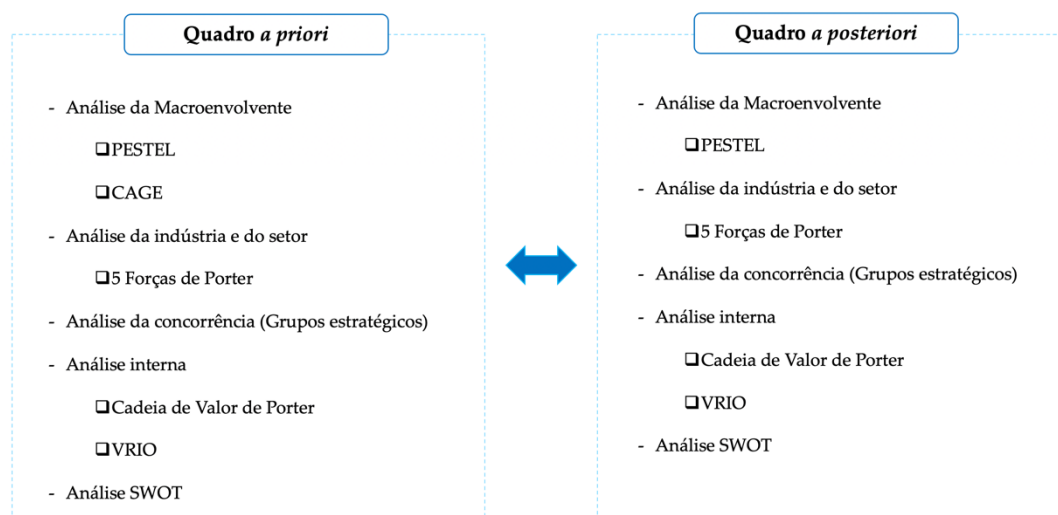 Quadro a priori
- Análise da Macroenvolvente
❑PESTEL
❑CAGE
- Análise da indústria e do setor
❑5 Forças de Porter
- Análise da concorrência (Grupos estratégicos)
- Análise interna
❑Cadeia de Valor de Porter
❑VRIO
- Análise SWOT
Quadro a posteriori
- Análise da Macroenvolvente
❑PESTEL
- Análise da indústria e do setor
❑5 Forças de Porter
- Análise da concorrência (Grupos estratégicos)
- Análise interna
❑Cadeia de Valor de Porter
❑VRIO
- Análise SWOT